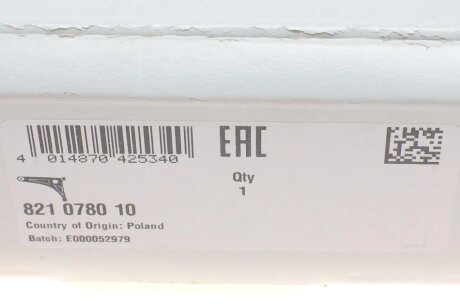 4 014870 425340
EAC
Qty
1
821 0780 10
Country of Origin: Poland
Batch: E000052979